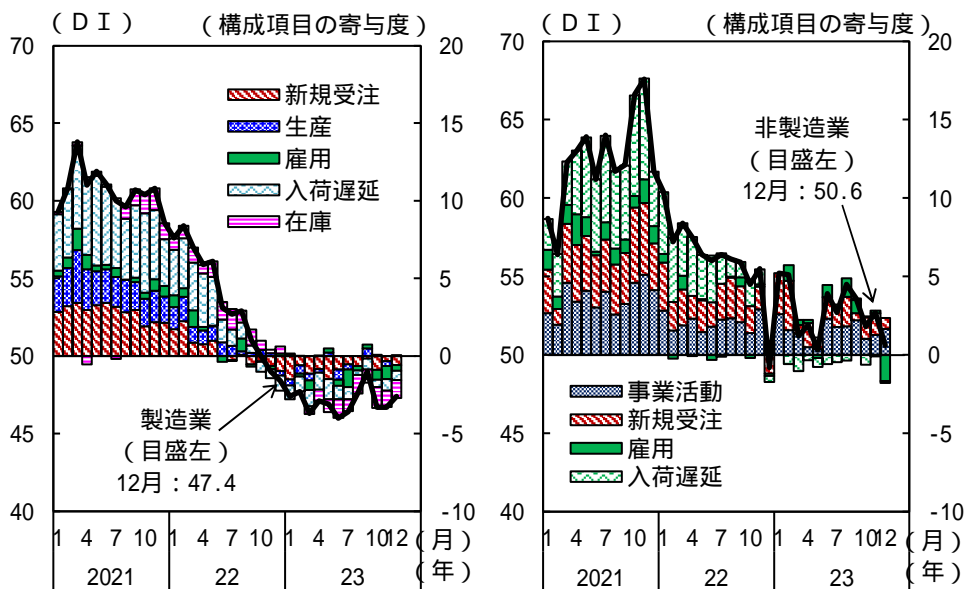 (ＤＩ) (構成項目の寄与度)
70 20
65 15
60 10
55 5
50 0
45 -5
40 -10
新規受注
生産
雇用
入荷遅延
在庫
製造業
(目盛左)
12月：47.4
1 4 7 10 1 4 7 10 1 4 7 10 12 (月)
2021 22 23 (年)
(ＤＩ) (構成項目の寄与度)
70 20
65 15
60 10
55 5
50 0
45 -5
40 -10
非製造業
(目盛左)
12月：50.6
事業活動
新規受注
雇用
入荷遅延
1 4 7 10 1 4 7 10 1 4 7 10 12 (月)
2021 22 23 (年)